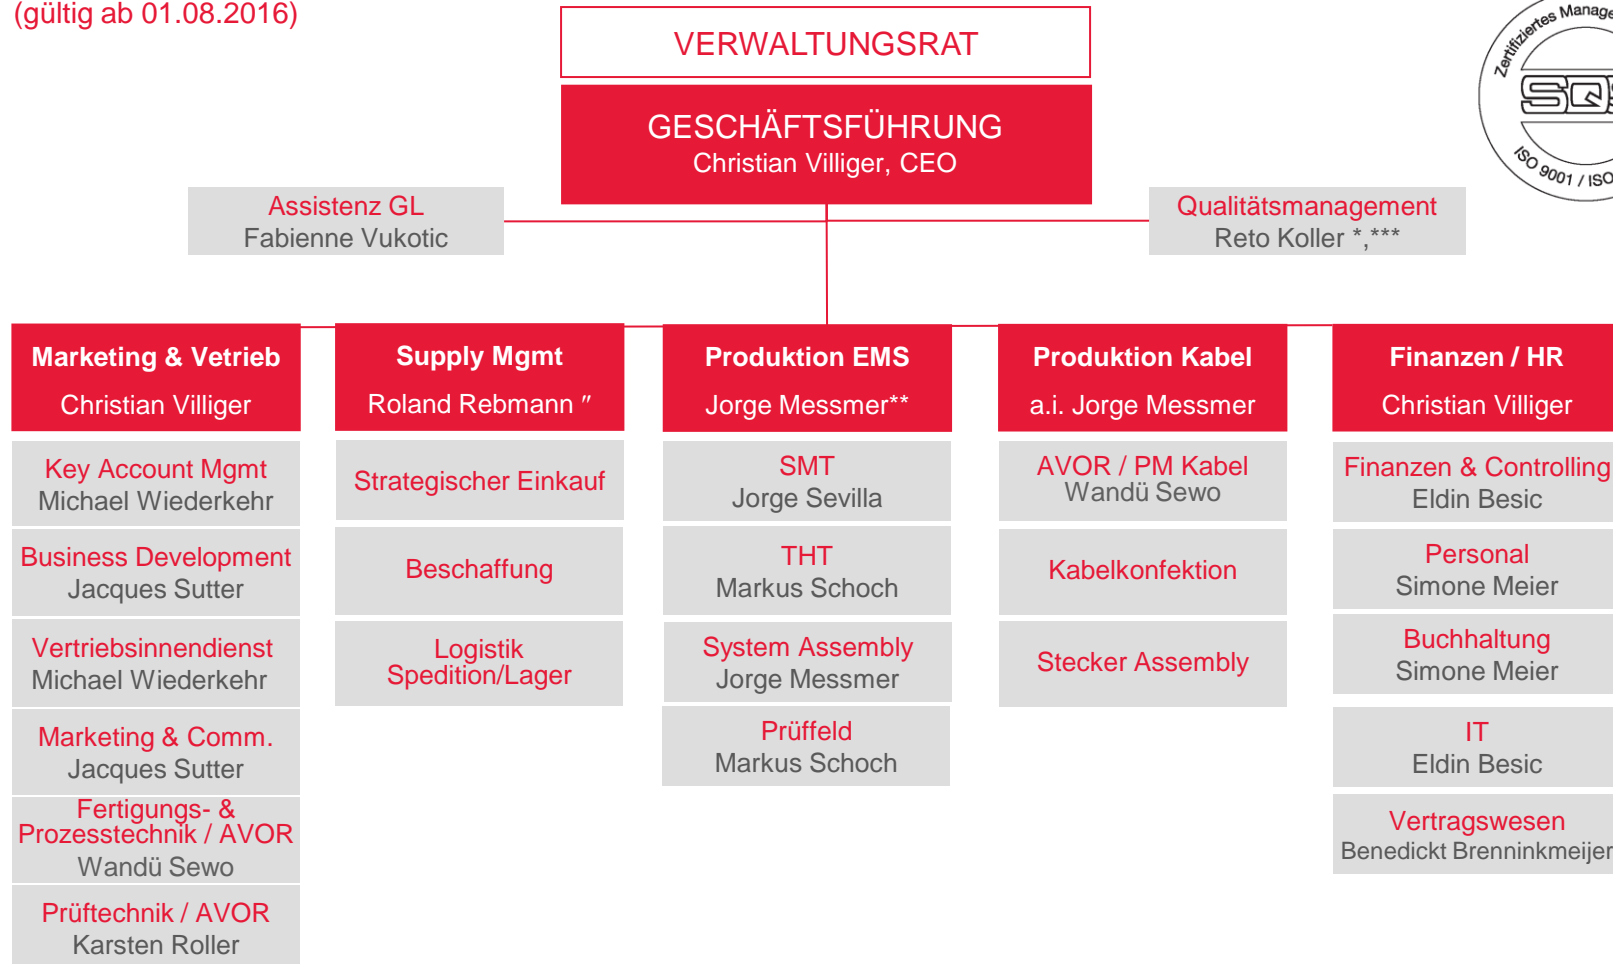 (gültig ab 01.08.2016)
VERWALTUNGSRAT
GESCHÄFTSFÜHRUNG
Christian Villiger, CEO
Zertifiziertes
SQS
ISO 9001 / ISO
Assistenz GL
Fabienne Vukotic
Qualitätsmanagement
Reto Koller *,***
Marketing & Vetrieb
Christian Villiger
Key Account Mgmt
Michael Wiederkehr
Business Development
Jacques Sutter
Vertriebsinnendienst
Michael Wiederkehr
Marketing & Comm.
Jacques Sutter
Fertigungs- &
Prozesstechnik / AVOR
Wandü Sewo
Prüftechnik / AVOR
Karsten Roller
Supply Mgmt
Roland Rebmann "
Strategischer Einkauf
Beschaffung
Logistik
Spedition/Lager
Produktion EMS
Jorge Messmer**
SMT
Jorge Sevilla
THT
Markus Schoch
System Assembly
Jorge Messmer
Prüffeld
Markus Schoch
Produktion Kabel
a.i. Jorge Messmer
AVOR / PM Kabel
Wandü Sewo
Kabelkonfektion
Stecker Assembly
Finanzen / HR
Christian Villiger
Finanzen & Controlling
Eldin Besic
Personal
Simone Meier
Buchhaltung
Simone Meier
IT
Eldin Besic
Vertragswesen
Benedickt Brenninkmeijer